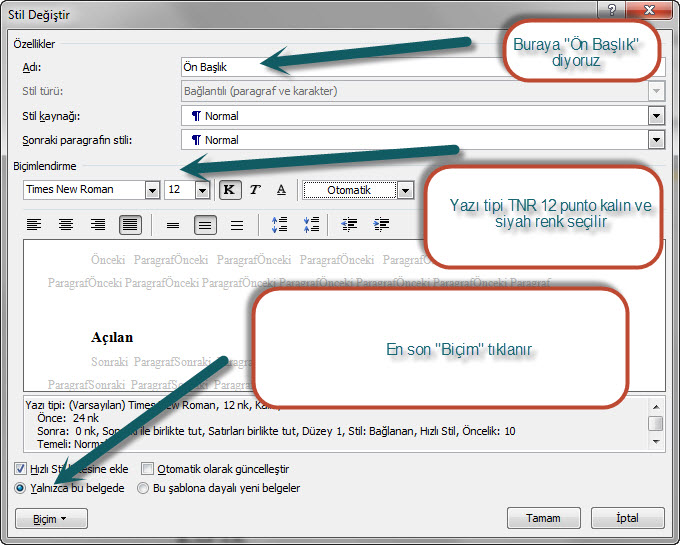 Stil Değiştir
Özellikler
Adı:
Ön Başlık
Buraya "Ön Başlık"
diyoruz
Stil türü:
Bağlantılı (paragraf ve karakter)
Stil kaynağı:
¶ Normal
Sonraki paragrafın stili:
¶ Normal
Biçimlendirme
Times New Roman 12 K T A Otomatik
Yazı tipi TNR 12 punto kalın ve
siyah renk seçilir
Önceki ParagrafÖnceki ParagrafÖnceki ParagrafÖnceki
ParagrafÖnceki ParagrafÖnceki ParagrafÖnceki ParagrafÖnceki Paragraf
En son "Biçim" tıklanır
Açılan
Sonraki ParagrafSonraki
ParagrafSonraki ParagrafSonraki
Yazı tipi: (Varsayılan) Times New Roman, 12 nk,
Önce: 24 nk
Sonra: 0 nk, ile birlikte tut, Satırları birlikte tut, Düzey 1, Stil: Bağlanan, Hızlı Stil, Öncelik: 10
Temeli: Normal
Hızlı ekle
Otomatik olarak güncelleştir
Yalnızca bu belgede
Bu şablona dayalı yeni belgeler
Biçim
Tamam
İptal